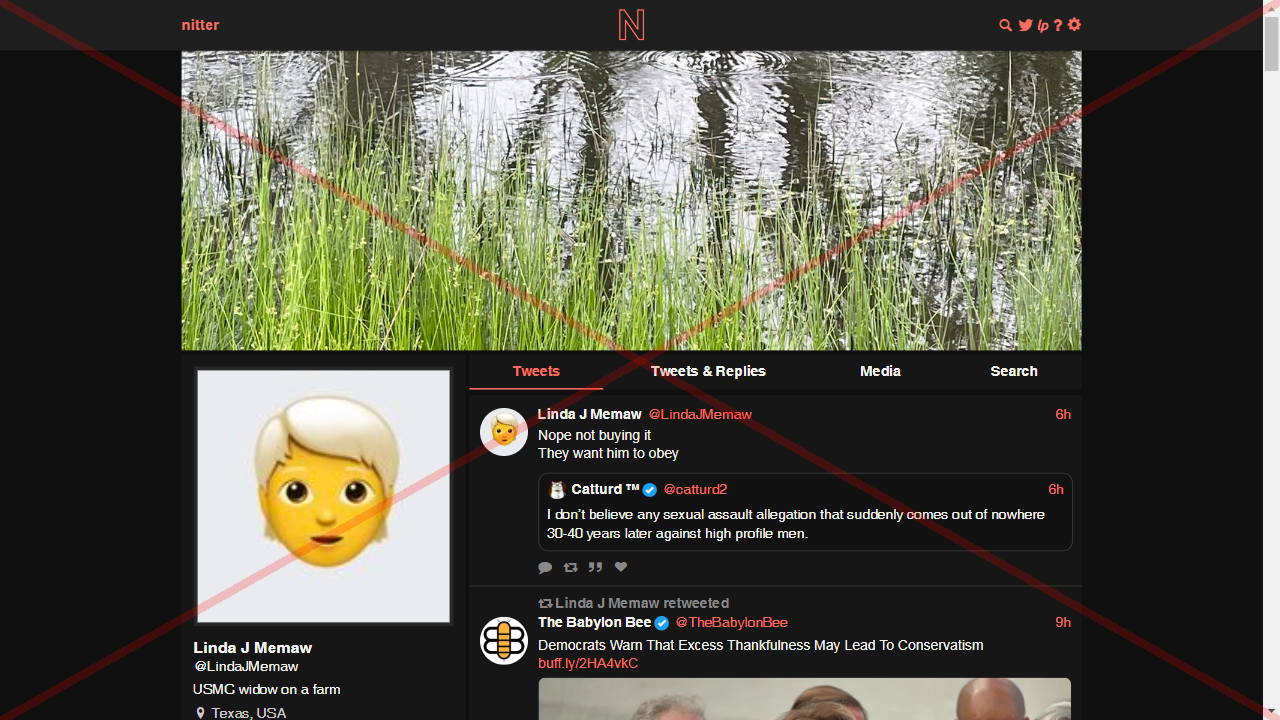 nitter
N
lp ?
Tweets
Tweets & Replies
Media
Search
Linda J Memaw @LindaJMemaw 6h
Nope not buying it
They want him to obey
Catturd ™ @catturd2 6h
I don't believe any sexual assault allegation that suddenly comes out of nowhere
30-40 years later against high profile men.
Linda J Memaw retweeted
The Babylon Bee @TheBabylonBee 9h
Democrats Warn That Excess Thankfulness May Lead To Conservatism
buff.ly/2HA4vkC
Linda J Memaw
@LindaJMemaw
USMC widow on a farm
Texas, USA